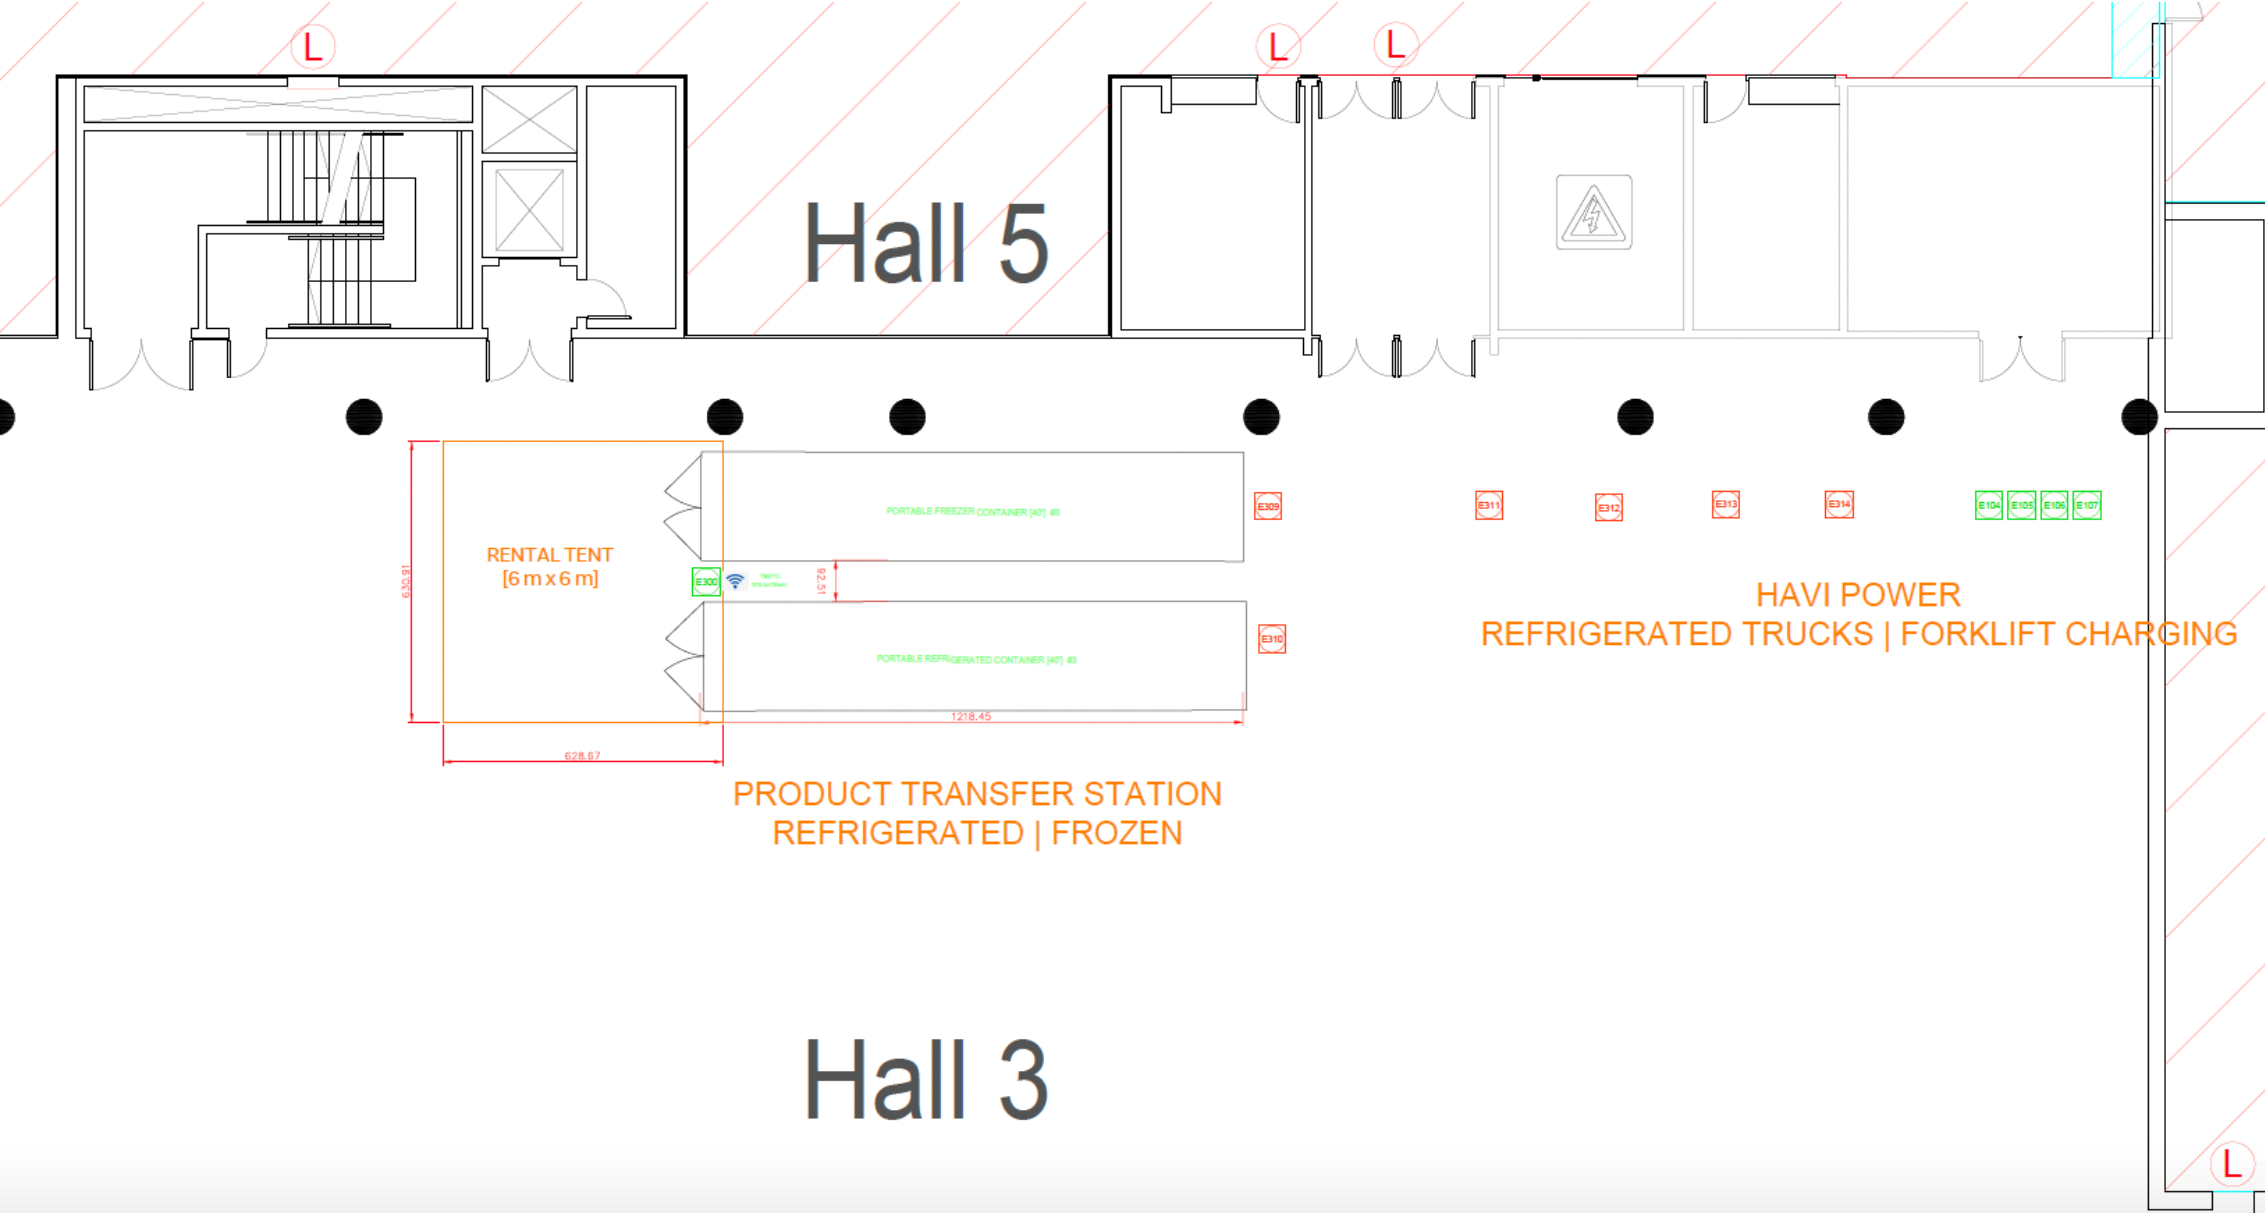 L
L
L
Hall 5
PORTABLE FREEZER CONTAINER [40'] #3
E309
E311
E312
E313
E314
E104
E105
E106
E107
RENTAL TENT
[6 m x 6 m]
630.91
E300
92.51
HAVI POWER
REFRIGERATED TRUCKS | FORKLIFT CHARGING
PORTABLE REFRIGERATED CONTAINER [40'] #3
E310
1218.45
628.67
PRODUCT TRANSFER STATION
REFRIGERATED | FROZEN
Hall 3
L